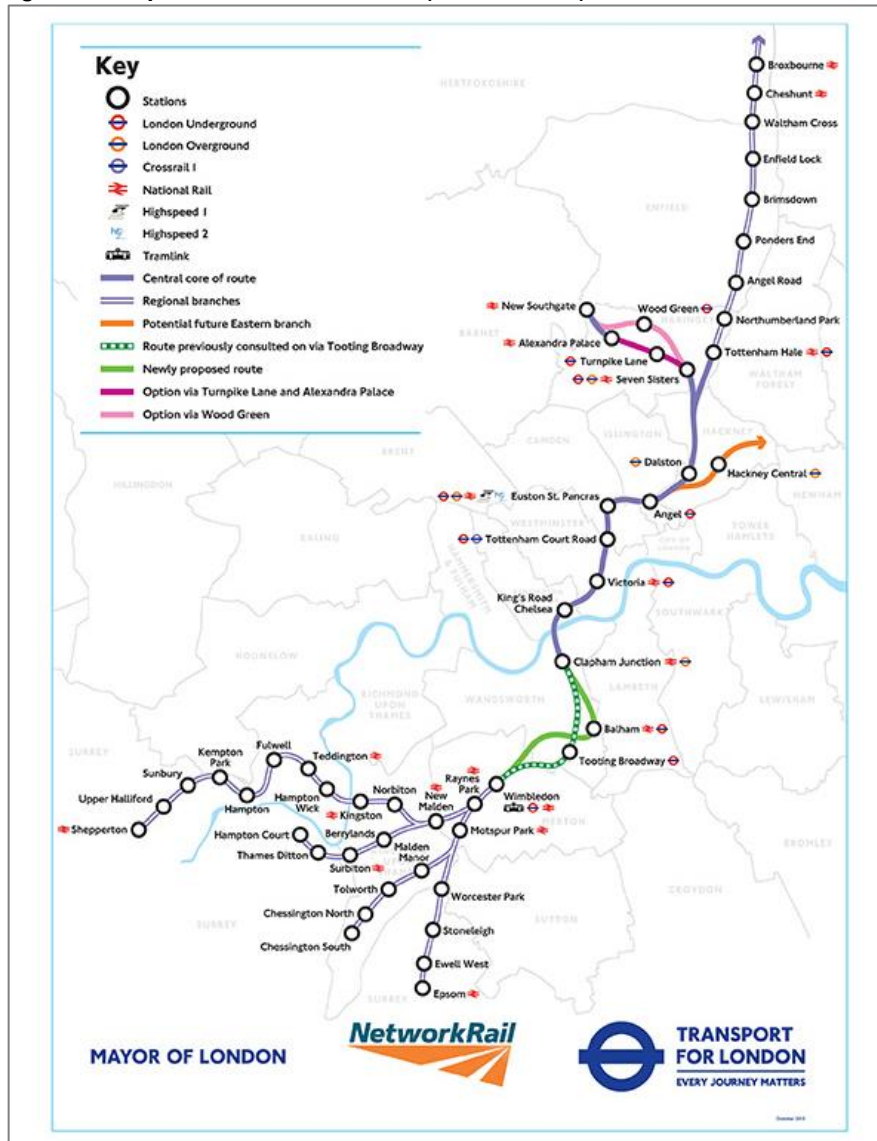 Key
Stations
London Underground
London Overground
Crossrail 1
National Rail
Highspeed 1
Highspeed 2
Tramlink
Central core of route
Regional branches
Potential future Eastern branch
Route previously consulted on via Tooting Broadway
Newly proposed route
Option via Turnpike Lane and Alexandra Palace
Option via Wood Green
HERTFORDSHIRE
Broxbourne
Cheshunt
Waltham Cross
Enfield Lock
Brimsdown
ENFIELD
Ponders End
Angel Road
New Southgate
Wood Green
HARINGEY
Northumberland Park
BARNET
Alexandra Palace
Turnpike Lane
Tottenham Hale
Seven Sisters
WALTHAM
FOREST
CAMDEN
ISLINGTON
HACKNEY
BRENT
Dalston
Hackney Central
HILLINGDON
Euston St. Pancras
Angel
NEWHAM
WESTMINSTER
EALING
Tottenham Court Road
CITY OF
LONDON
TOWER
HAMLETS
HAMMERSMITH
& FULHAM
Victoria
King's Road
Chelsea
SOUTHWARK
HOUNSLOW
Clapham Junction
RICHMOND
UPON
THAMES
WANDSWORTH
LAMBETH
LEWISHAM
Balham
SURREY
Tooting Broadway
Kempton
Park
Fulwell
Teddington
Sunbury
Raynes
Park
Upper Halliford
Hampton
Hampton
Wick
Norbiton
New
Malden
Wimbledon
Shepperton
Kingston
MERTON
Hampton Court
Berrylands
Motspur Park
BROMLEY
Thames Ditton
Surbiton
Malden
Manor
Tolworth
Worcester Park
CROYDON
SURREY
Chessington North
SUTTON
Stoneleigh
Chessington South
Ewell West
SURREY
Epsom
MAYOR OF LONDON
NetworkRail
TRANSPORT
FOR LONDON
EVERY JOURNEY MATTERS